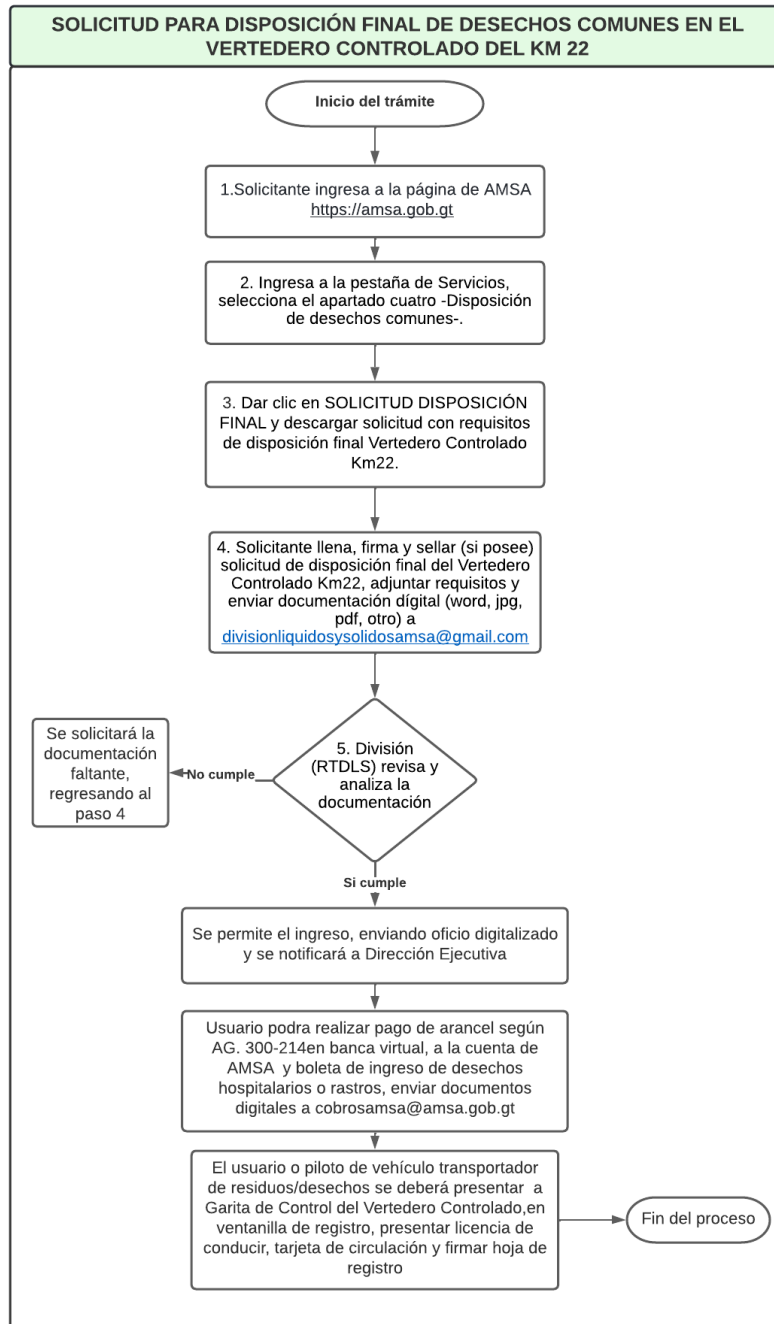 SOLICITUD PARA DISPOSICIÓN FINAL DE DESECHOS COMUNES EN EL
VERTEDERO CONTROLADO DEL KM 22
Inicio del trámite
1.Solicitante ingresa a la página de AMSA
https://amsa.gob.gt
2. Ingresa a la pestaña de Servicios,
selecciona el apartado cuatro -Disposición
de desechos comunes-.
3. Dar clic en SOLICITUD DISPOSICIÓN
FINAL y descargar solicitud con requisitos
de disposición final Vertedero Controlado
Km22.
4. Solicitante llena, firma y sellar (si posee)
solicitud de disposición final del Vertedero
Controlado Km22, adjuntar requisitos y
enviar documentación dígital (word, jpg,
pdf, otro) a
divisionliquidosysolidosamsa@gmail.com
5. División
(RTDLS) revisa y
analiza la
documentación
No cumple
Se solicitará la
documentación
faltante,
regresando al
paso 4
Si cumple
Se permite el ingreso, enviando oficio digitalizado
y se notificará a Dirección Ejecutiva
Usuario podra realizar pago de arancel según
AG. 300-214en banca virtual, a la cuenta de
AMSA y boleta de ingreso de desechos
hospitalarios o rastros, enviar documentos
digitales a cobrosamsa@amsa.gob.gt
El usuario o piloto de vehículo transportador
de residuos/desechos se deberá presentar a
Garita de Control del Vertedero Controlado,en
ventanilla de registro, presentar licencia de
conducir, tarjeta de circulación y firmar hoja de
registro
Fin del proceso